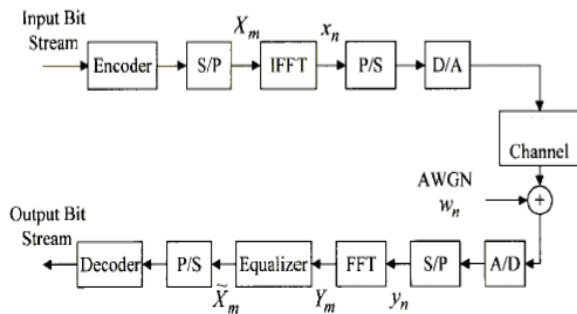 Input Bit
Stream
X_m
x_n
Encoder
S/P
IFFT
P/S
D/A
Channel
AWGN
w_n
+
Output Bit
Stream
Decoder
P/S
Equalizer
FFT
S/P
A/D
X̃_m
Y_m
y_n